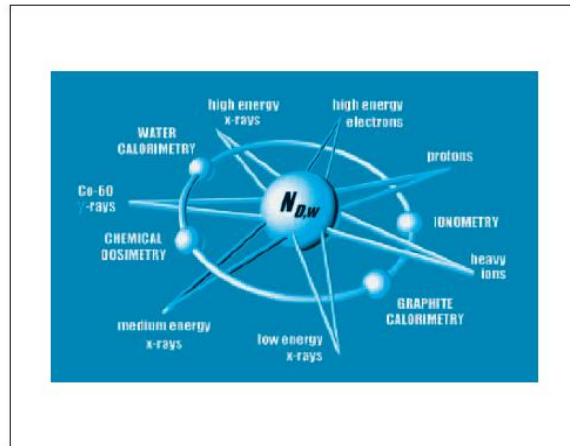 high energy
x-rays
high energy
electrons
WATER
CALORIMETRY
protons
Co-60
γ-rays
N D,W
IONOMETRY
CHEMICAL
DOSIMETRY
heavy
ions
GRAPHITE
CALORIMETRY
medium energy
x-rays
low energy
x-rays